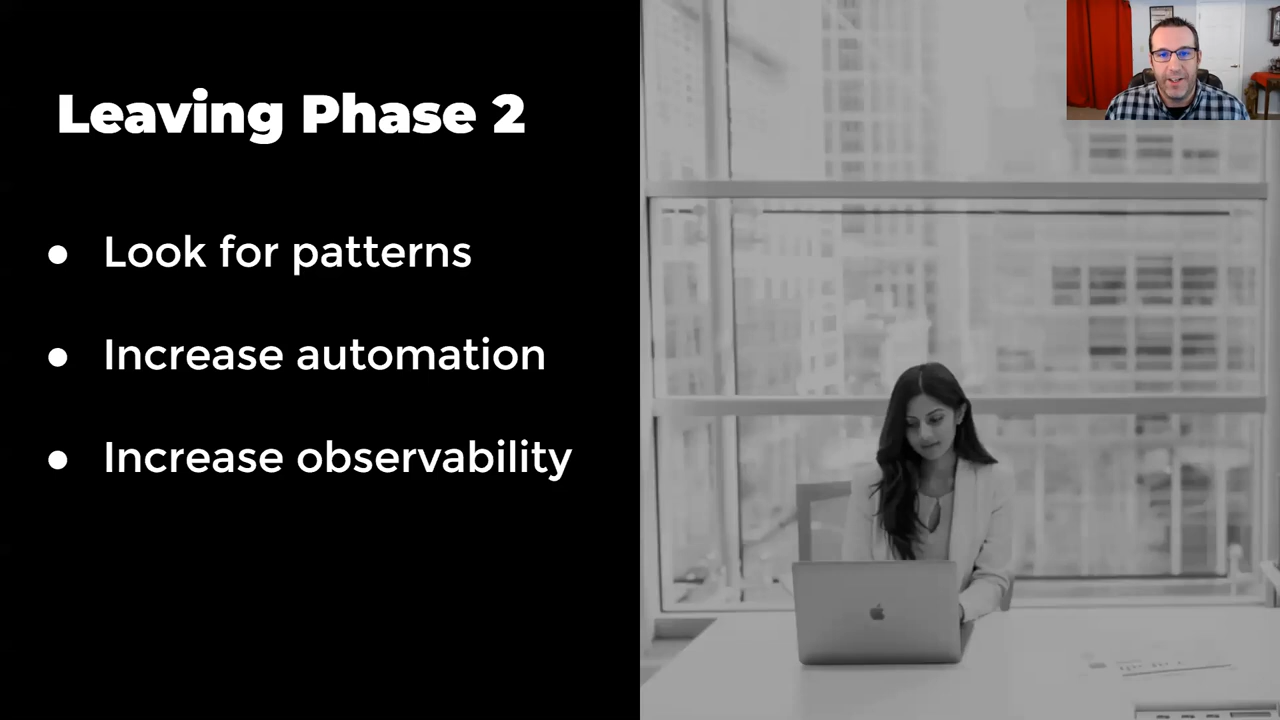 Leaving Phase 2
● Look for patterns
● Increase automation
● Increase observability